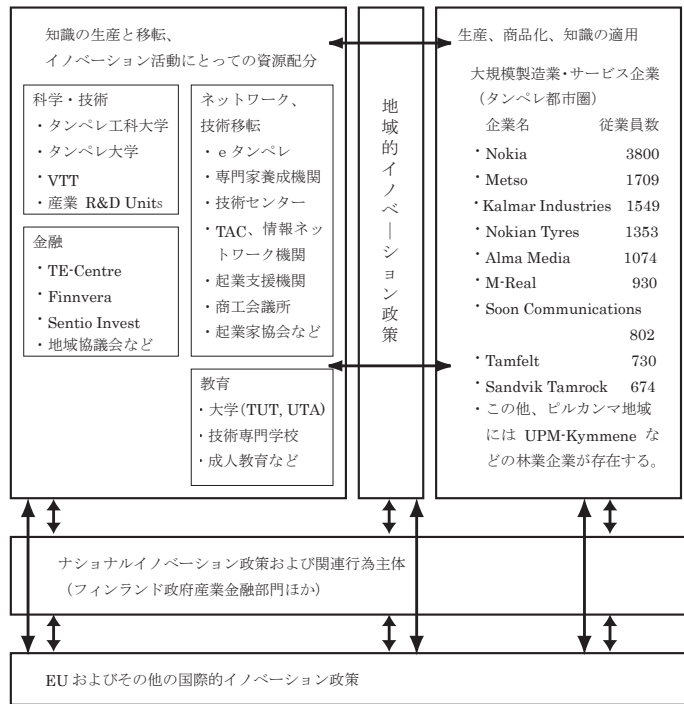 知識の生産と移転、
イノベーション活動にとっての資源配分
科学・技術
・タンペレ工科大学
・タンペレ大学
・VTT
・産業 R&D Units
金融
・TE-Centre
・Finnvera
・Sentio Invest
・地域協議会など
ネットワーク、
技術移転
・eタンペレ
・専門家養成機関
・技術センター
・TAC、情報ネッ
トワーク機関
・起業支援機関
・商工会議所
・起業家協会など
教育
・大学(TUT, UTA)
・技術専門学校
・成人教育など
地域的イノベーション政策
生産、商品化、知識の適用
大規模製造業・サービス企業
(タンペレ都市圏)
企業名 従業員数
・Nokia 3800
・Metso 1709
・Kalmar Industries 1549
・Nokian Tyres 1353
・Alma Media 1074
・M-Real 930
・Soon Communications
802
・Tamfelt 730
・Sandvik Tamrock 674
・この他、ピルカンマ地域
には UPM-Kymmene な
どの林業企業が存在する。
ナショナルイノベーション政策および関連行為主体
(フィンランド政府産業金融部門ほか)
EU およびその他の国際的イノベーション政策